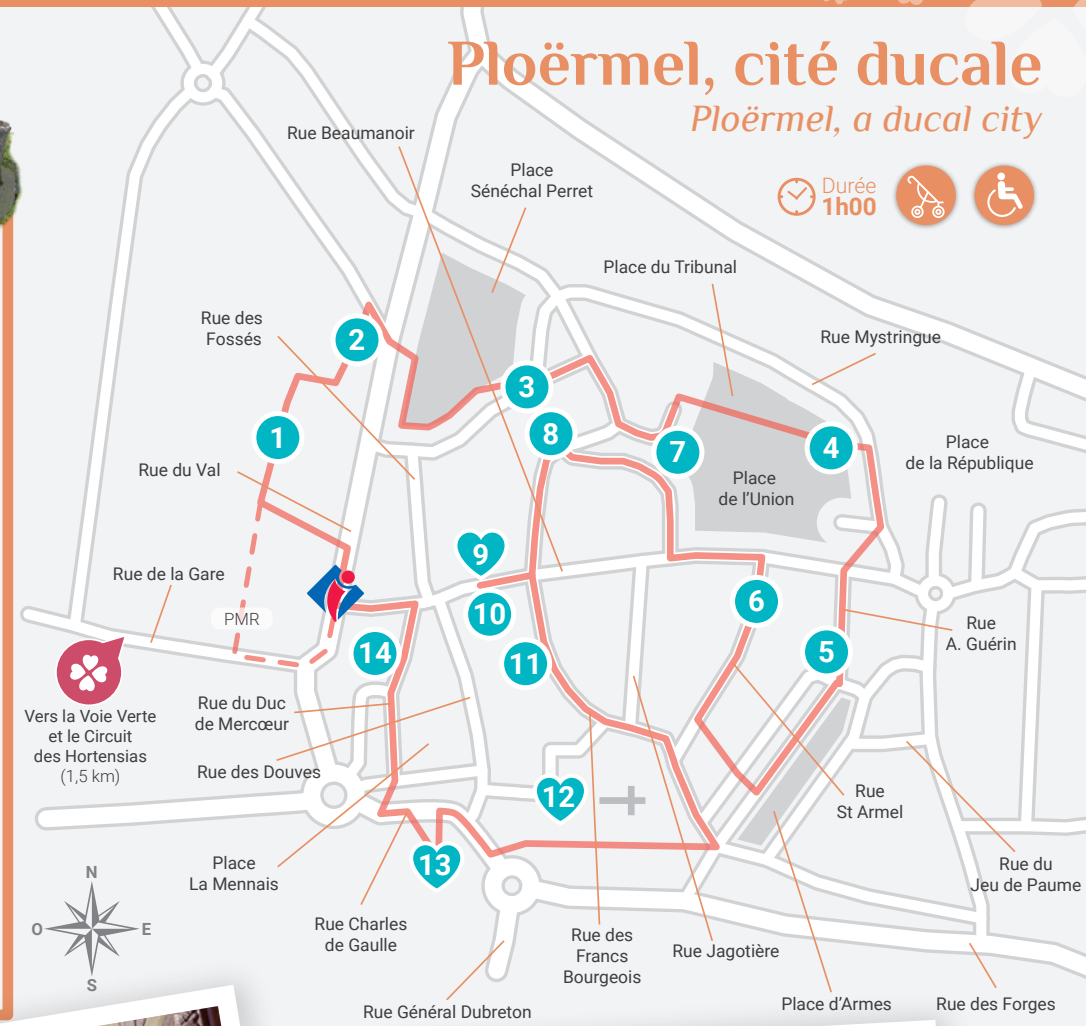 Ploërmel, cité ducale
Ploërmel, a ducal city
Durée
1h00
Rue Beaumanoir
Place
Sénéchal Perret
Place du Tribunal
Rue des
Fossés
Rue Mystringue
2
3
1
8
7
4
Place
de la République
Rue du Val
Place
de l'Union
9
Rue de la Gare
10
6
PMR
Rue
A. Guérin
14
11
5
Vers la Voie Verte
et le Circuit
des Hortensias
(1,5 km)
Rue du Duc
de Mercœur
Rue des Douves
12
Rue
St Armel
13
Place
La Mennais
Rue du
Jeu de Paume
N
O
E
S
Rue Charles
de Gaulle
Rue des
Francs
Bourgeois
Rue Jagotière
Rue Général Dubreton
Place d'Armes
Rue des Forges